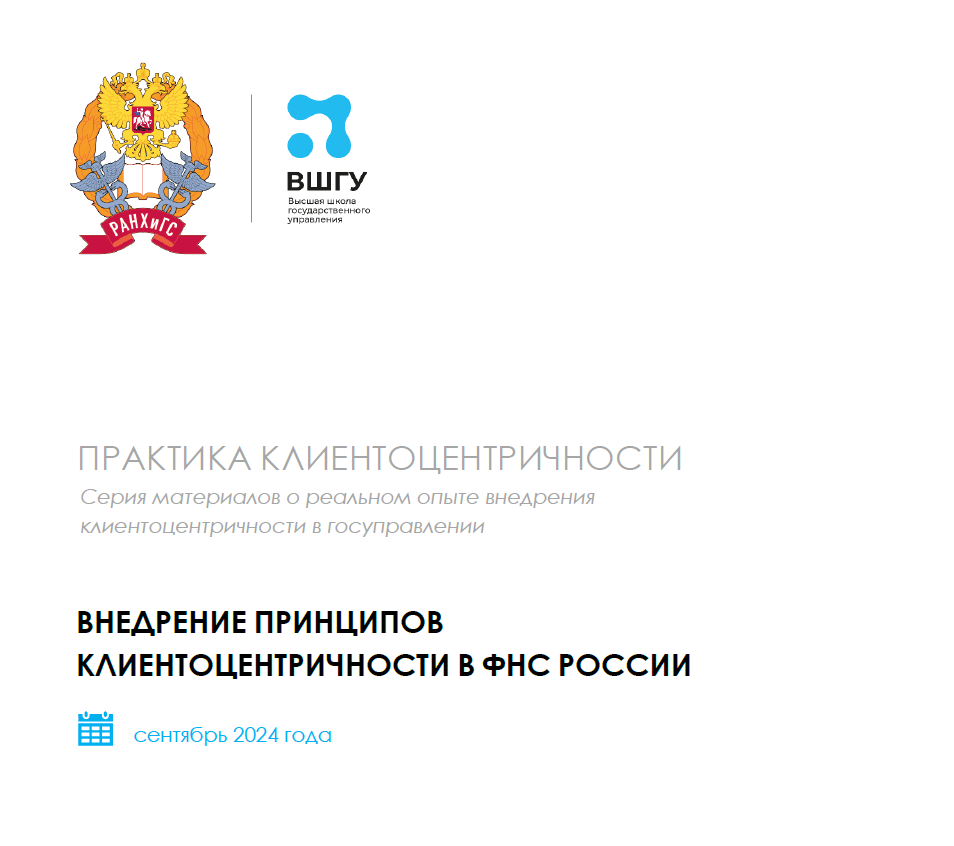 РАНХиГС
ВШГУ
Высшая школа
государственного
управления
ПРАКТИКА КЛИЕНТОЦЕНТРИЧНОСТИ
Серия материалов о реальном опыте внедрения
клиентоцентричности в госуправлении
ВНЕДРЕНИЕ ПРИНЦИПОВ
КЛИЕНТОЦЕНТРИЧНОСТИ В ФНС РОССИИ
сентябрь 2024 года